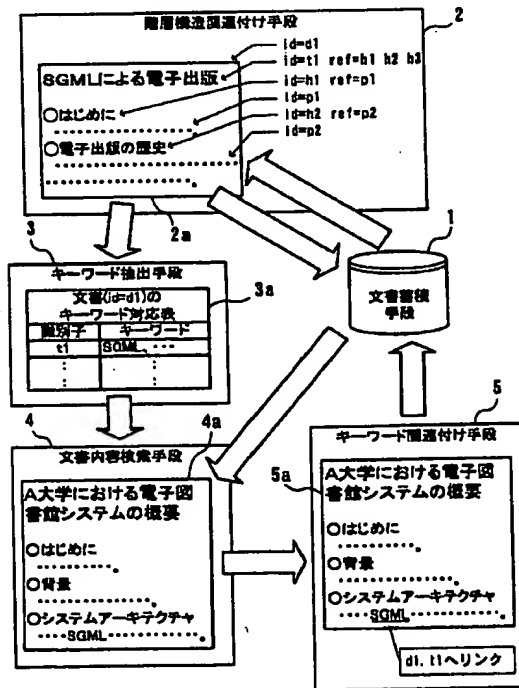 2
階層構造関連付け手段
id=d1
id=t1 ref=h1 h2 h3
id=h1 ref=p1
id=p1
id=h2 ref=p2
id=p2
SGMLによる電子出版
○はじめに
○電子出版の歴史
2a
1
文書蓄積
手段
3
キーワード抽出手段
3a
文書(id=d1)の
キーワード対応表
識別子 キーワード
t1 SGML, ···
4
文書内容検索手段
4a
A大学における電子図
書館システムの概要
○はじめに
○背景
○システムアーキテクチャ
····SGML··············。
5
キーワード関連付け手段
5a
A大学における電子図
書館システムの概要
○はじめに
○背景
○システムアーキテクチャ
····SGML··············。
d1, t1へリンク